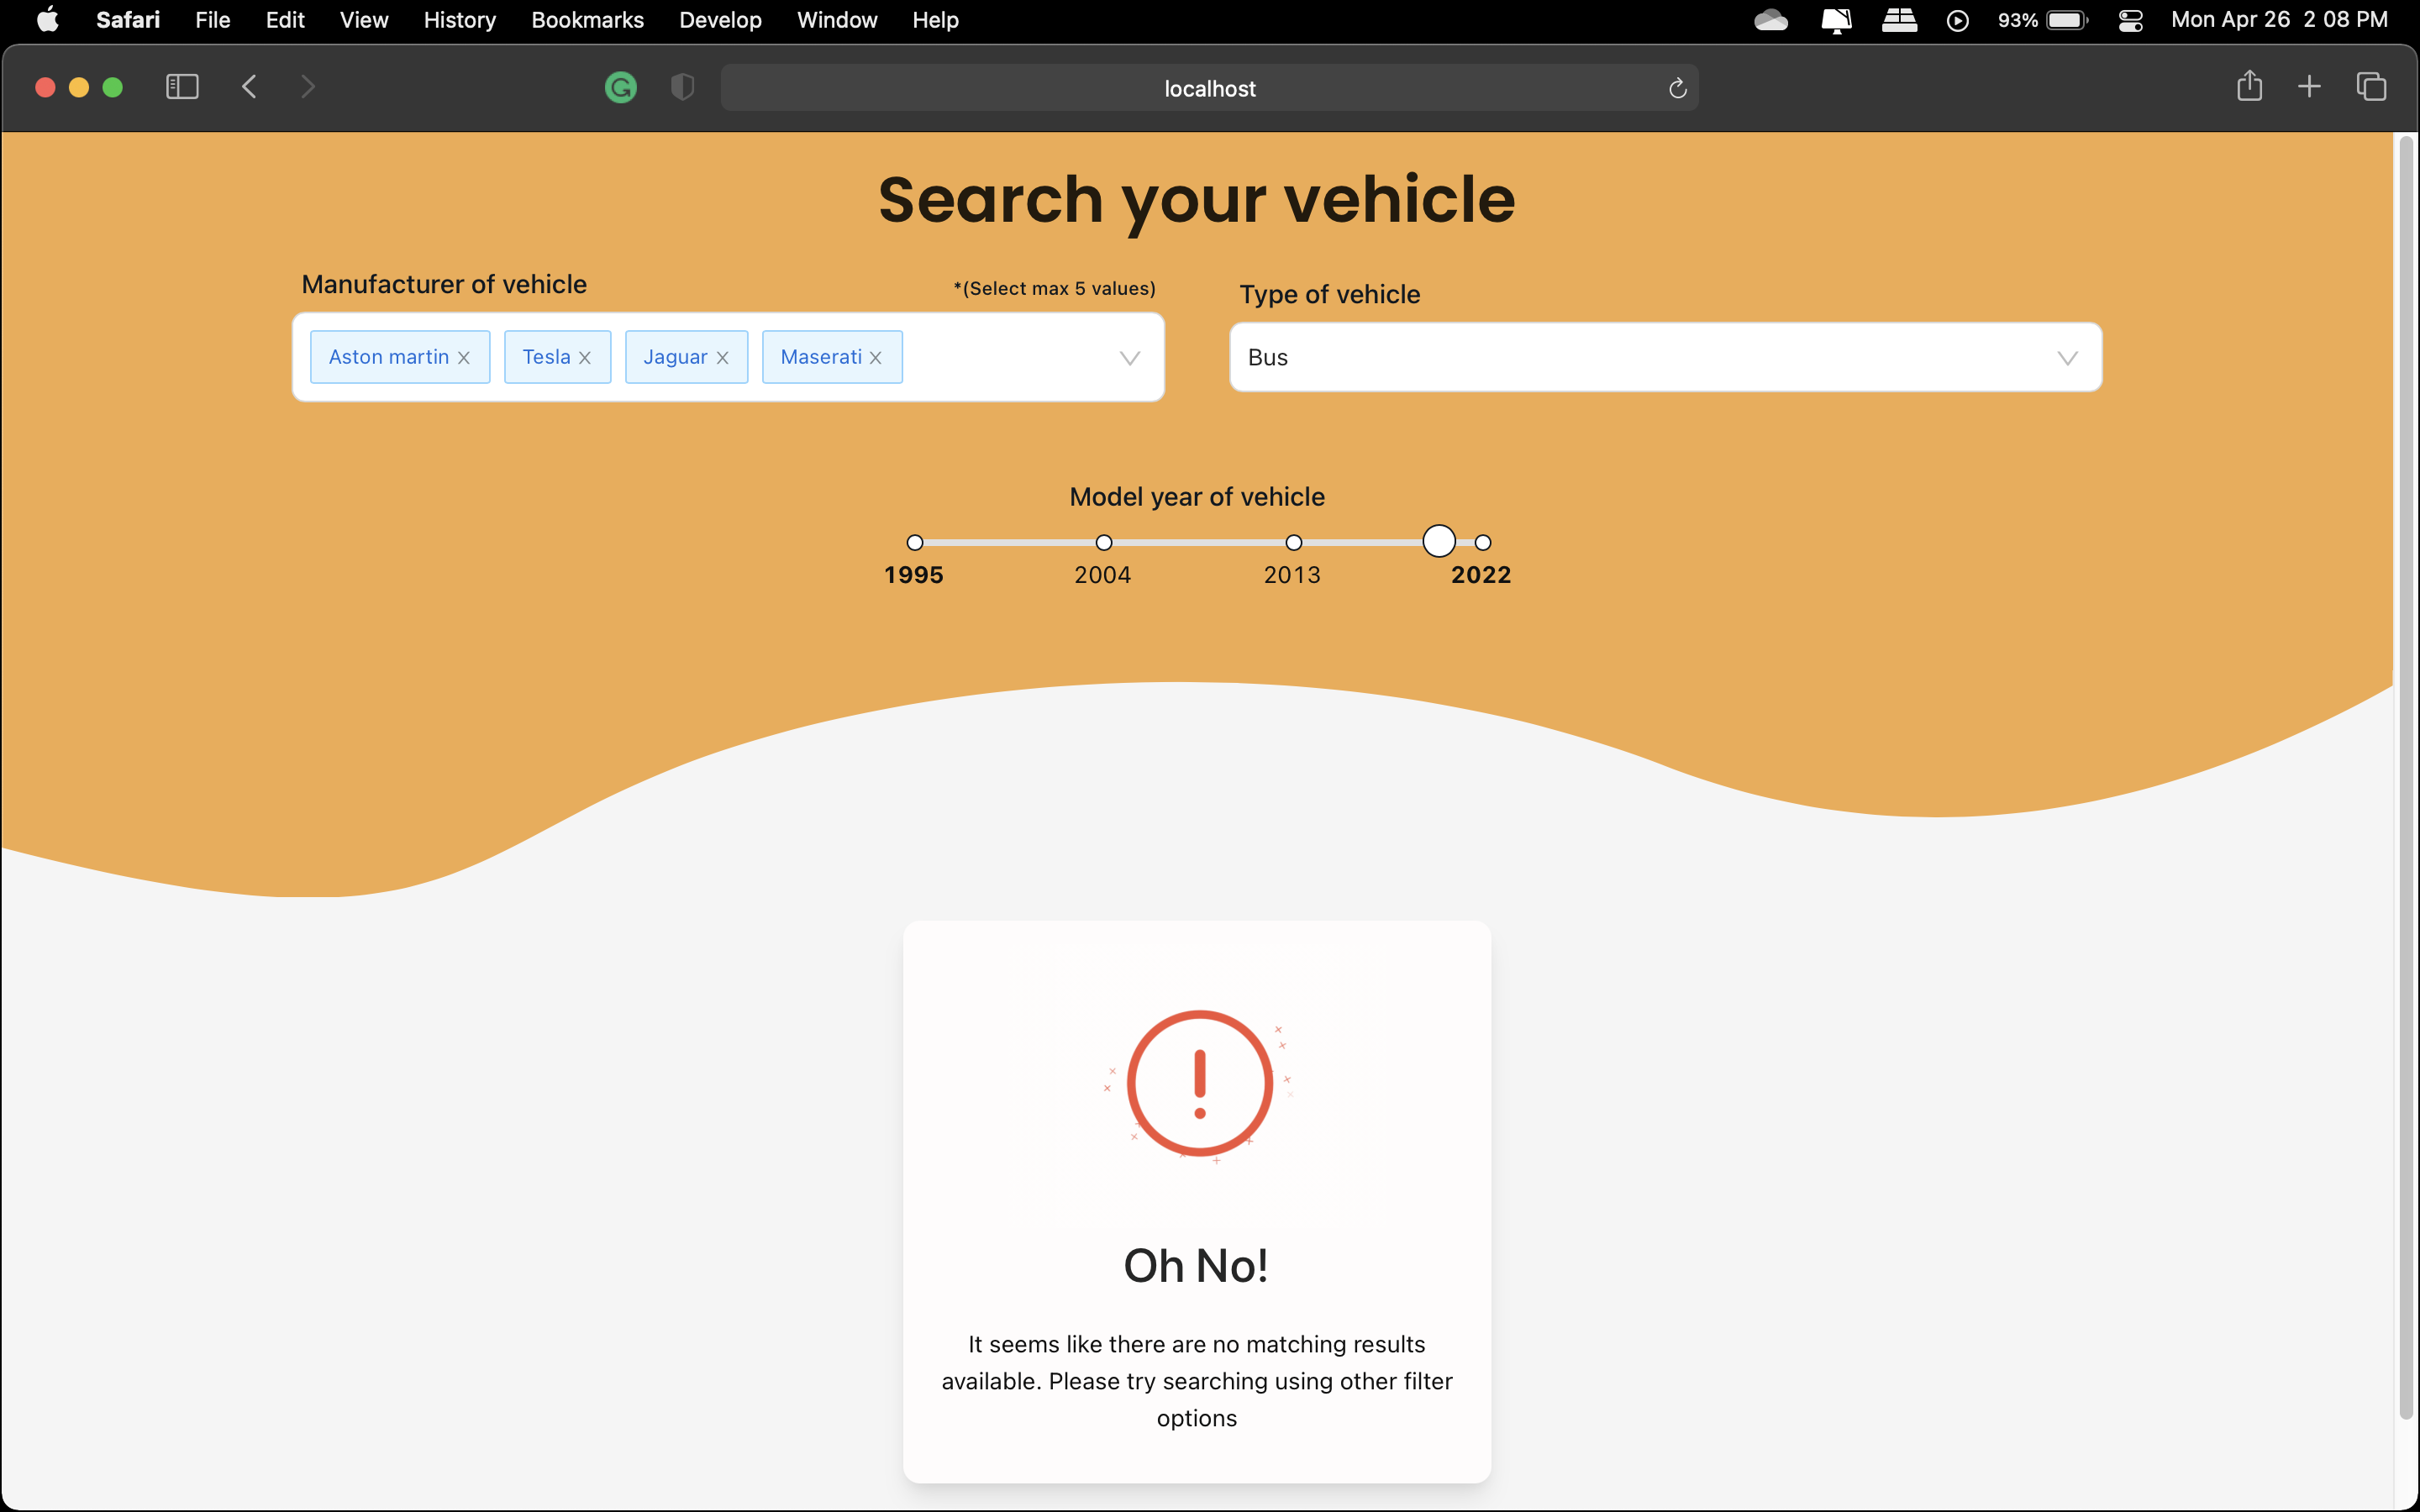 Safari File Edit View History Bookmarks Develop Window Help 93% Mon Apr 26 2 08 PM
localhost
Search your vehicle
Manufacturer of vehicle *(Select max 5 values) Type of vehicle
Aston martin Tesla Jaguar Maserati Bus
Model year of vehicle
1995 2004 2013 2022
Oh No!
It seems like there are no matching results
available. Please try searching using other filter
options